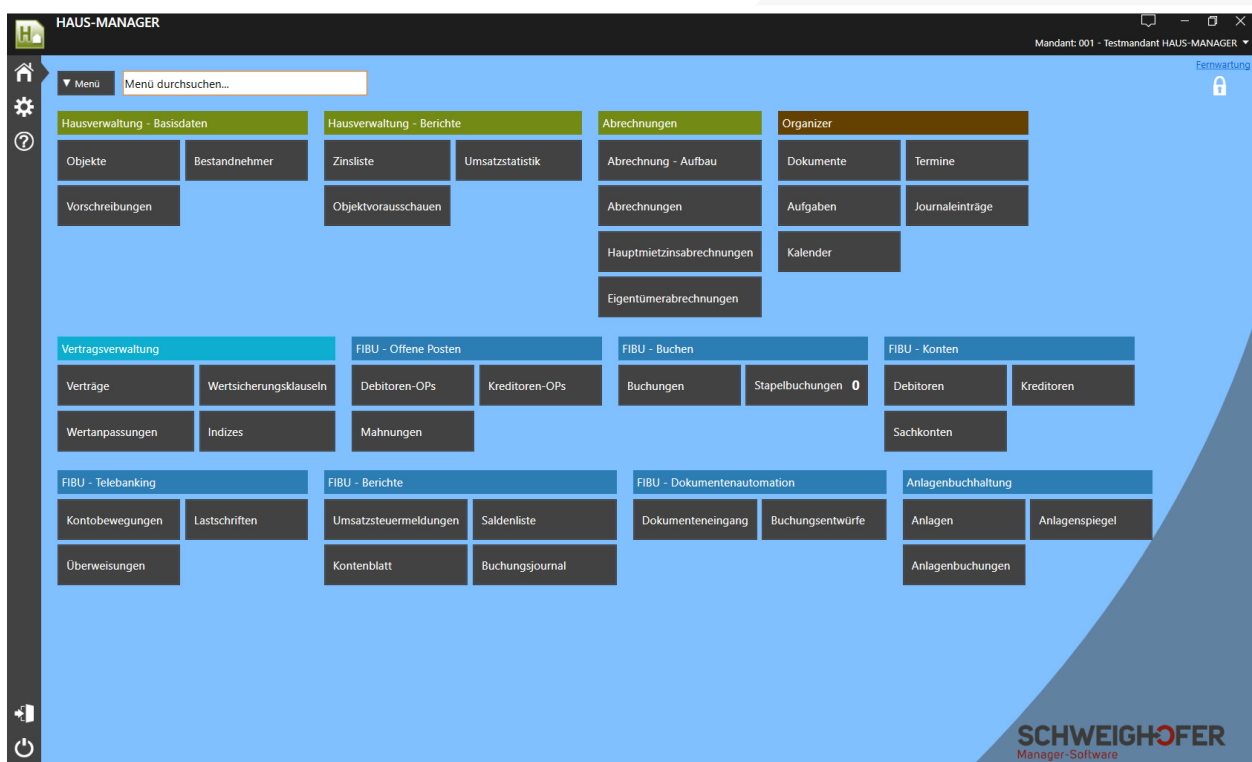 HAUS-MANAGER
Mandant: 001 - Testmandant HAUS-MANAGER
Fernwartung
Menü
Menü durchsuchen...
Hausverwaltung - Basisdaten
Hausverwaltung - Berichte
Abrechnungen
Organizer
Objekte
Bestandnehmer
Zinsliste
Umsatzstatistik
Abrechnung - Aufbau
Dokumente
Termine
Vorschreibungen
Objektvorausschauen
Abrechnungen
Aufgaben
Journaleinträge
Hauptmietzinsabrechnungen
Kalender
Eigentümerabrechnungen
Vertragsverwaltung
FIBU - Offene Posten
FIBU - Buchen
FIBU - Konten
Verträge
Wertsicherungsklauseln
Debitoren-OPs
Kreditoren-OPs
Buchungen
Stapelbuchungen 0
Debitoren
Kreditoren
Wertanpassungen
Indizes
Mahnungen
Sachkonten
FIBU - Telebanking
FIBU - Berichte
FIBU - Dokumentenautomation
Anlagenbuchhaltung
Kontobewegungen
Lastschriften
Umsatzsteuermeldungen
Saldenliste
Dokumenteneingang
Buchungsentwürfe
Anlagen
Anlagenspiegel
Überweisungen
Kontenblatt
Buchungsjournal
Anlagenbuchungen
SCHWEIGHOFER
Manager-Software